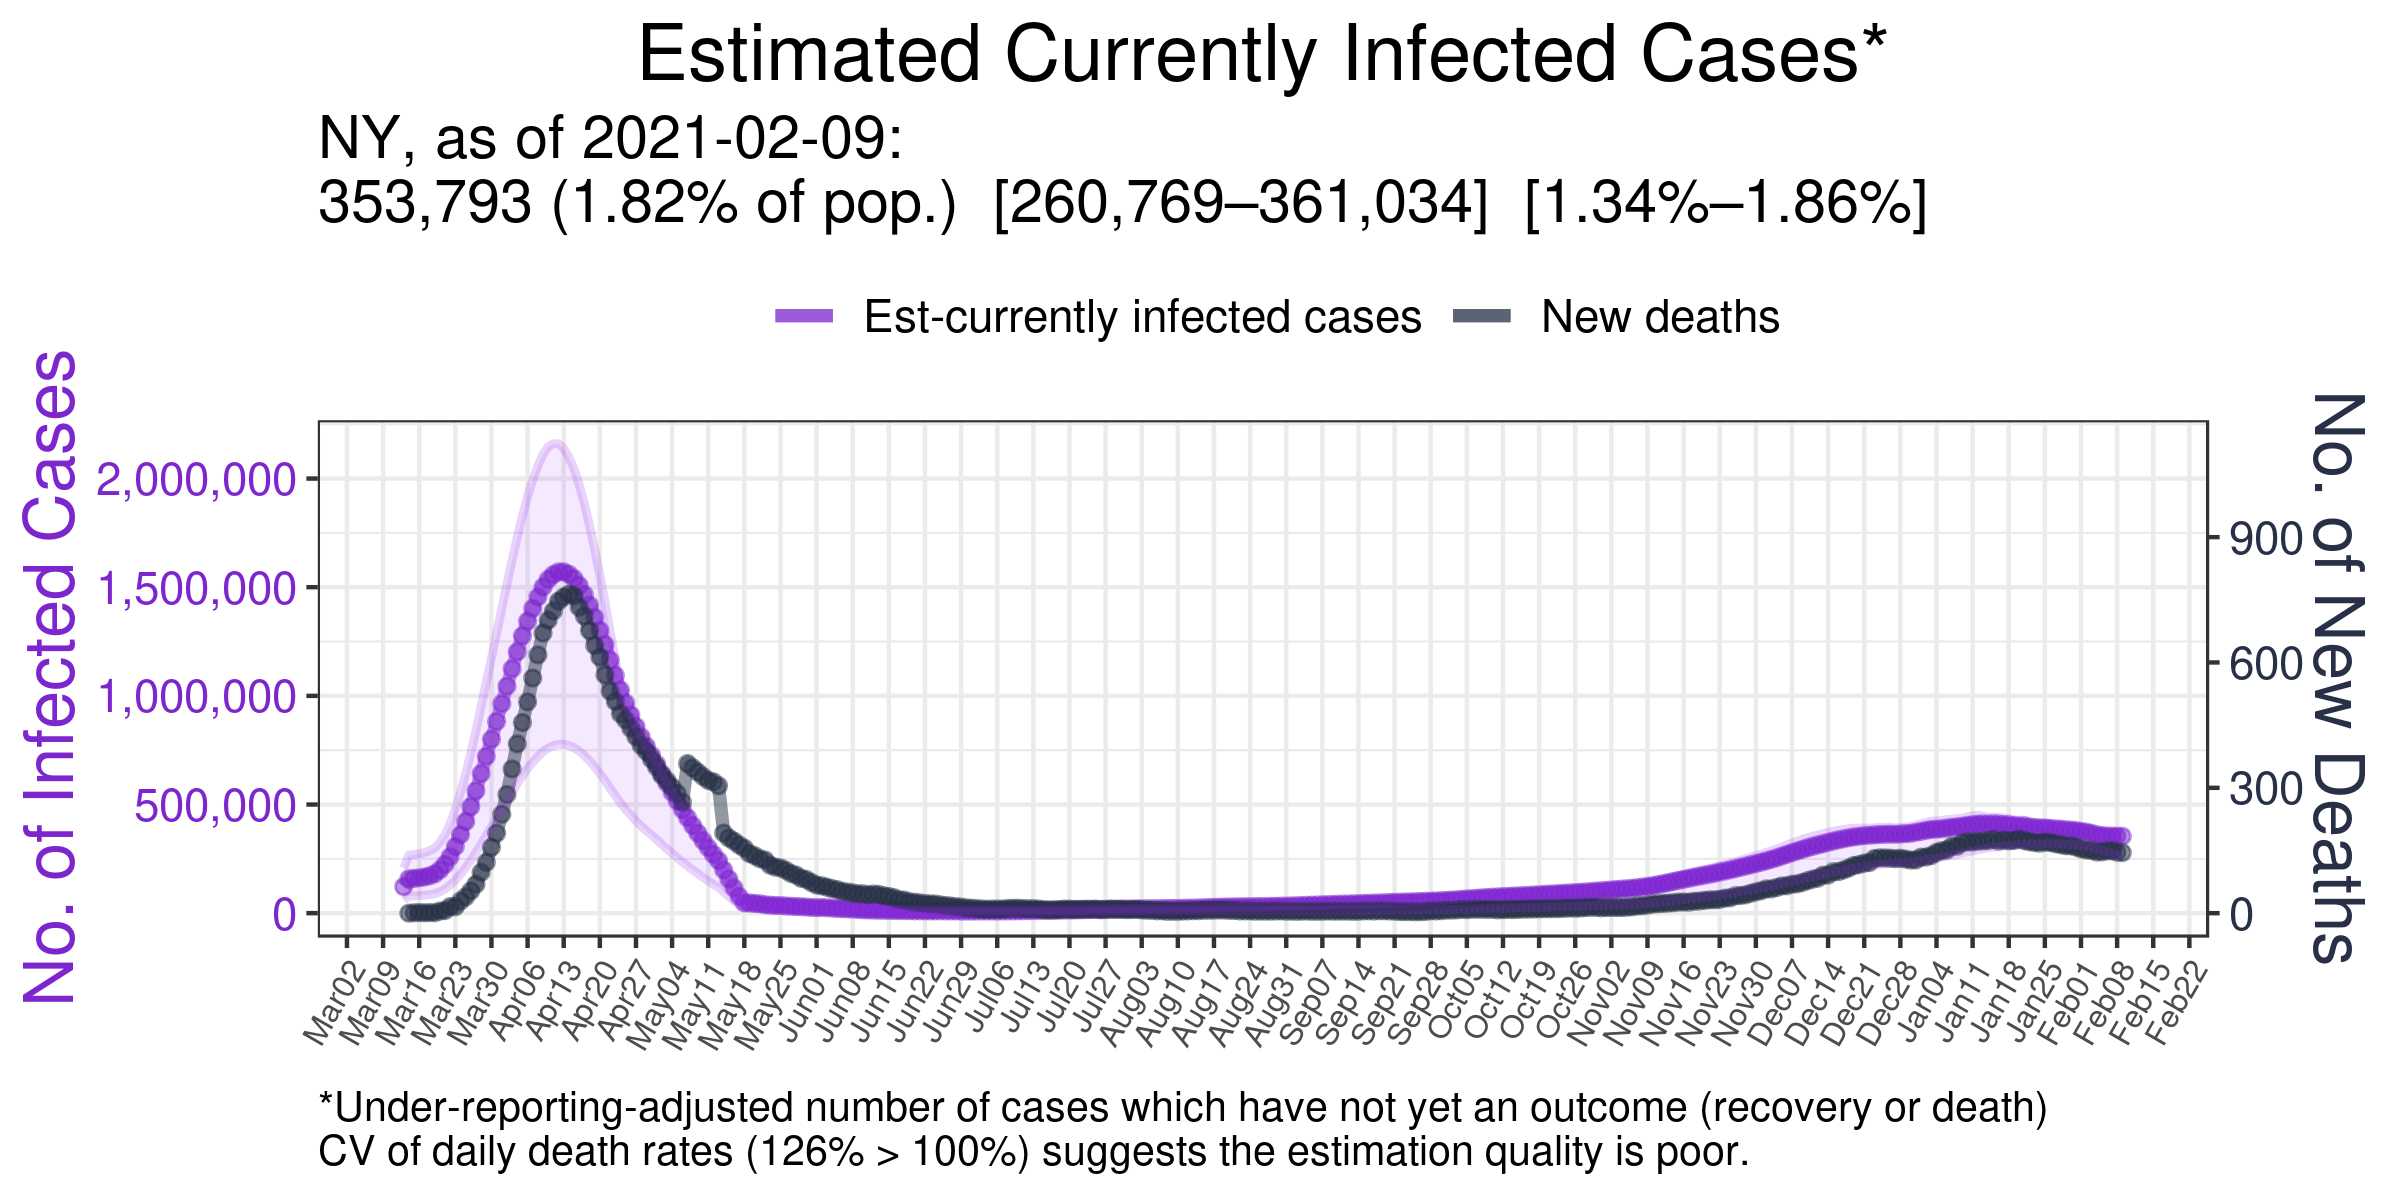 Estimated Currently Infected Cases*
NY, as of 2021-02-09:
353,793 (1.82% of pop.) [260,769–361,034] [1.34%–1.86%]
Est-currently infected cases New deaths
No. of Infected Cases
2,000,000
1,500,000
1,000,000
500,000
0
900
600
300
0
No. of New Deaths
Mar02 Mar09 Mar16 Mar23 Mar30 Apr06 Apr13 Apr20 Apr27 May04 May11 May18 May25 Jun01 Jun08 Jun15 Jun22 Jun29 Jul06 Jul13 Jul20 Jul27 Aug03 Aug10 Aug17 Aug24 Aug31 Sep07 Sep14 Sep21 Sep28 Oct05 Oct12 Oct19 Oct26 Nov02 Nov09 Nov16 Nov23 Nov30 Dec07 Dec14 Dec21 Dec28 Jan04 Jan11 Jan18 Jan25 Feb01 Feb08 Feb15 Feb22
*Under-reporting-adjusted number of cases which have not yet an outcome (recovery or death)
CV of daily death rates (126% > 100%) suggests the estimation quality is poor.